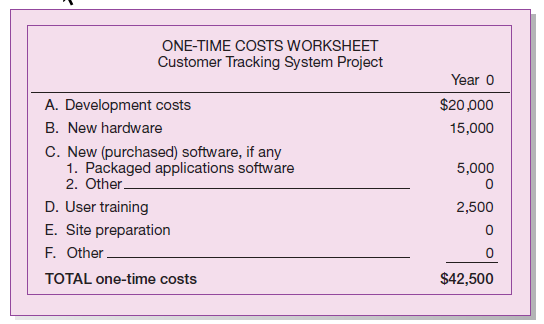 ONE-TIME COSTS WORKSHEET
Customer Tracking System Project
Year 0
A. Development costs $20,000
B. New hardware 15,000
C. New (purchased) software, if any
1. Packaged applications software 5,000
2. Other 0
D. User training 2,500
E. Site preparation 0
F. Other 0
TOTAL one-time costs $42,500